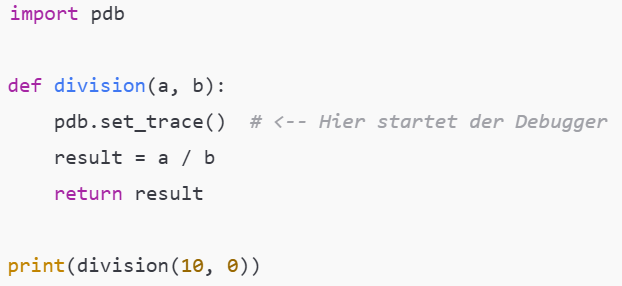 import pdb
def division(a, b):
    pdb.set_trace()  # <-- Hier startet der Debugger
    result = a / b
    return result
print(division(10, 0))